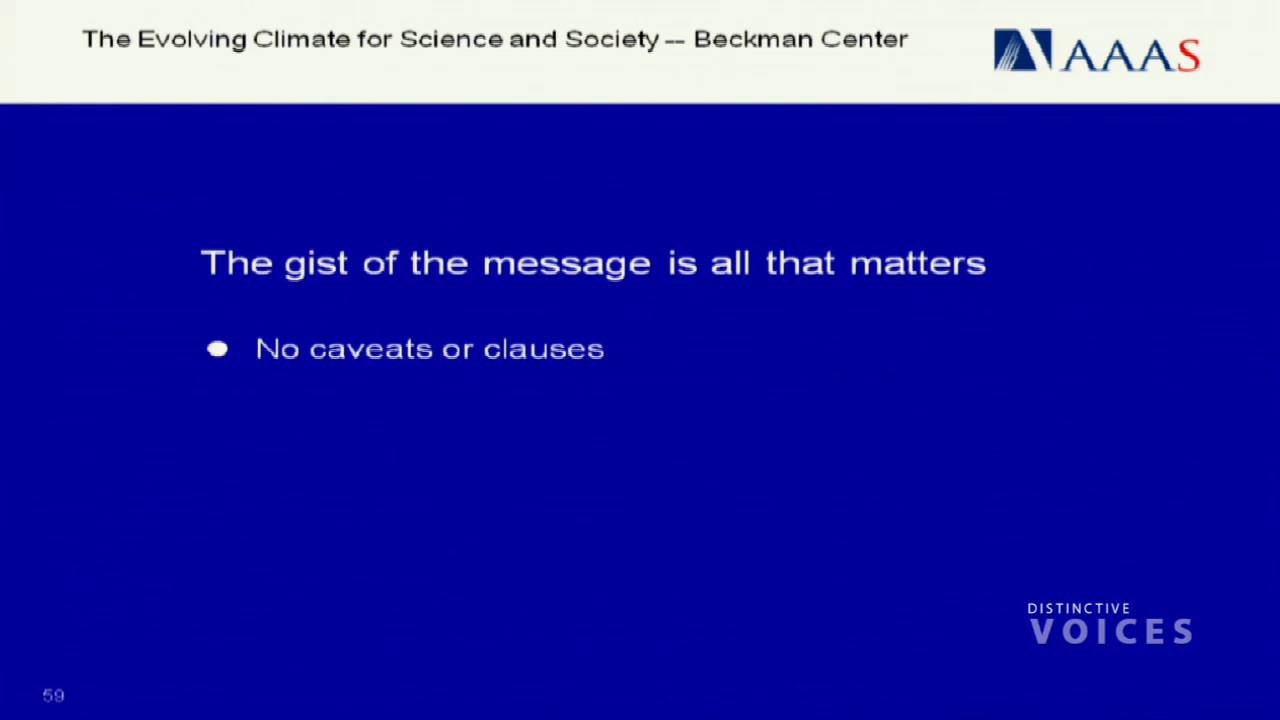 The Evolving Climate for Science and Society -- Beckman Center
AAAS
The gist of the message is all that matters
No caveats or clauses
DISTINCTIVE
VOICES
59